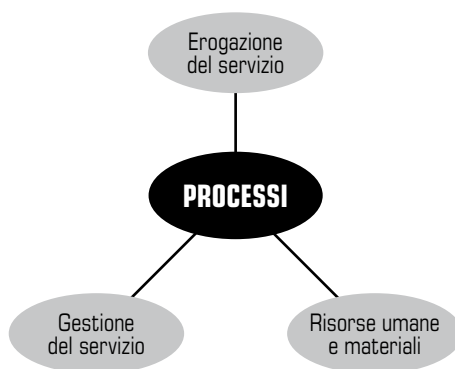 Erogazione
del servizio
PROCESSI
Gestione
del servizio
Risorse umane
e materiali